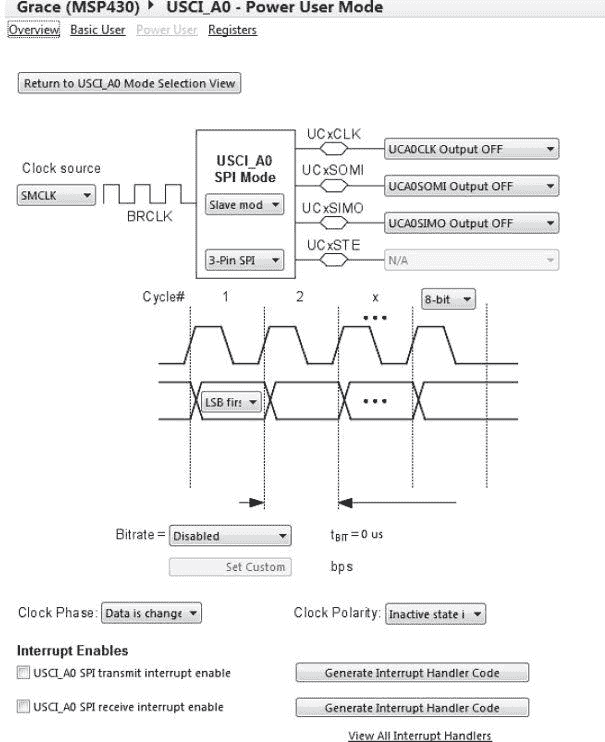 Grace (MSP430) ▸ USCI_A0 - Power User Mode
Overview Basic User Power User Registers
Return to USCI_A0 Mode Selection View
UCxCLK
UCA0CLK Output OFF
USCI_A0
SPI Mode
Clock source
UCxSOMI
UCA0SOMI Output OFF
SMCLK
BRCLK
Slave mod
UCxSIMO
UCA0SIMO Output OFF
UCxSTE
3-Pin SPI
N/A
Cycle# 1 2 x 8-bit
LSB firs
Bitrate = Disabled tBIT = 0 us
Set Custom bps
Clock Phase: Data is change Clock Polarity: Inactive state i
Interrupt Enables
USCI_A0 SPI transmit interrupt enable Generate Interrupt Handler Code
USCI_A0 SPI receive interrupt enable Generate Interrupt Handler Code
View All Interrupt Handlers